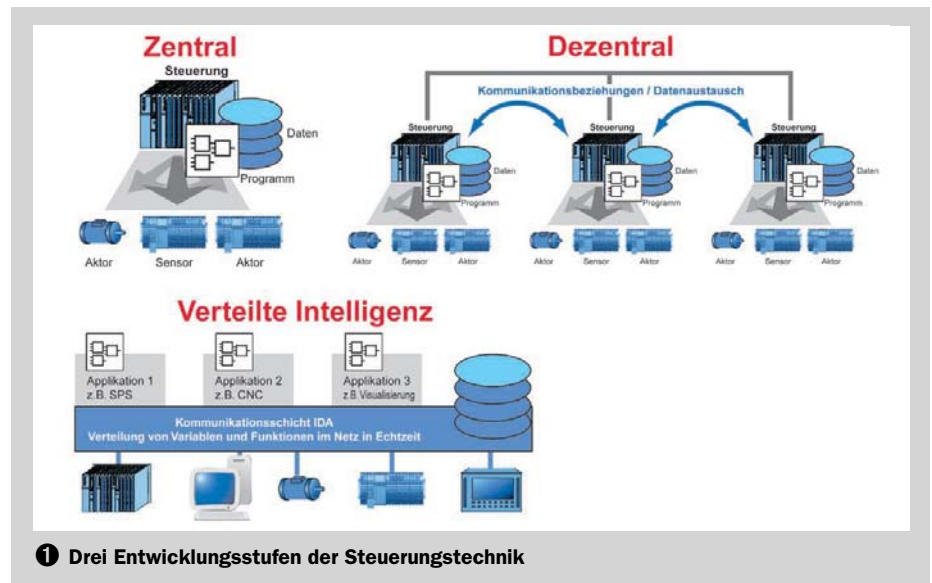 Zentral
Steuerung
Daten
Programm
Aktor Sensor Aktor
Dezentral
Kommunikationsbeziehungen / Datenaustausch
Steuerung Steuerung Steuerung
Daten Daten Daten
Programm Programm Programm
Aktor Sensor Aktor Aktor Sensor Aktor Aktor Sensor Aktor
Verteilte Intelligenz
Applikation 1
z.B. SPS
Applikation 2
z.B. CNC
Applikation 3
z.B. Visualisierung
Kommunikationsschicht IDA
Verteilung von Variablen und Funktionen im Netz in Echtzeit
❶ Drei Entwicklungsstufen der Steuerungstechnik